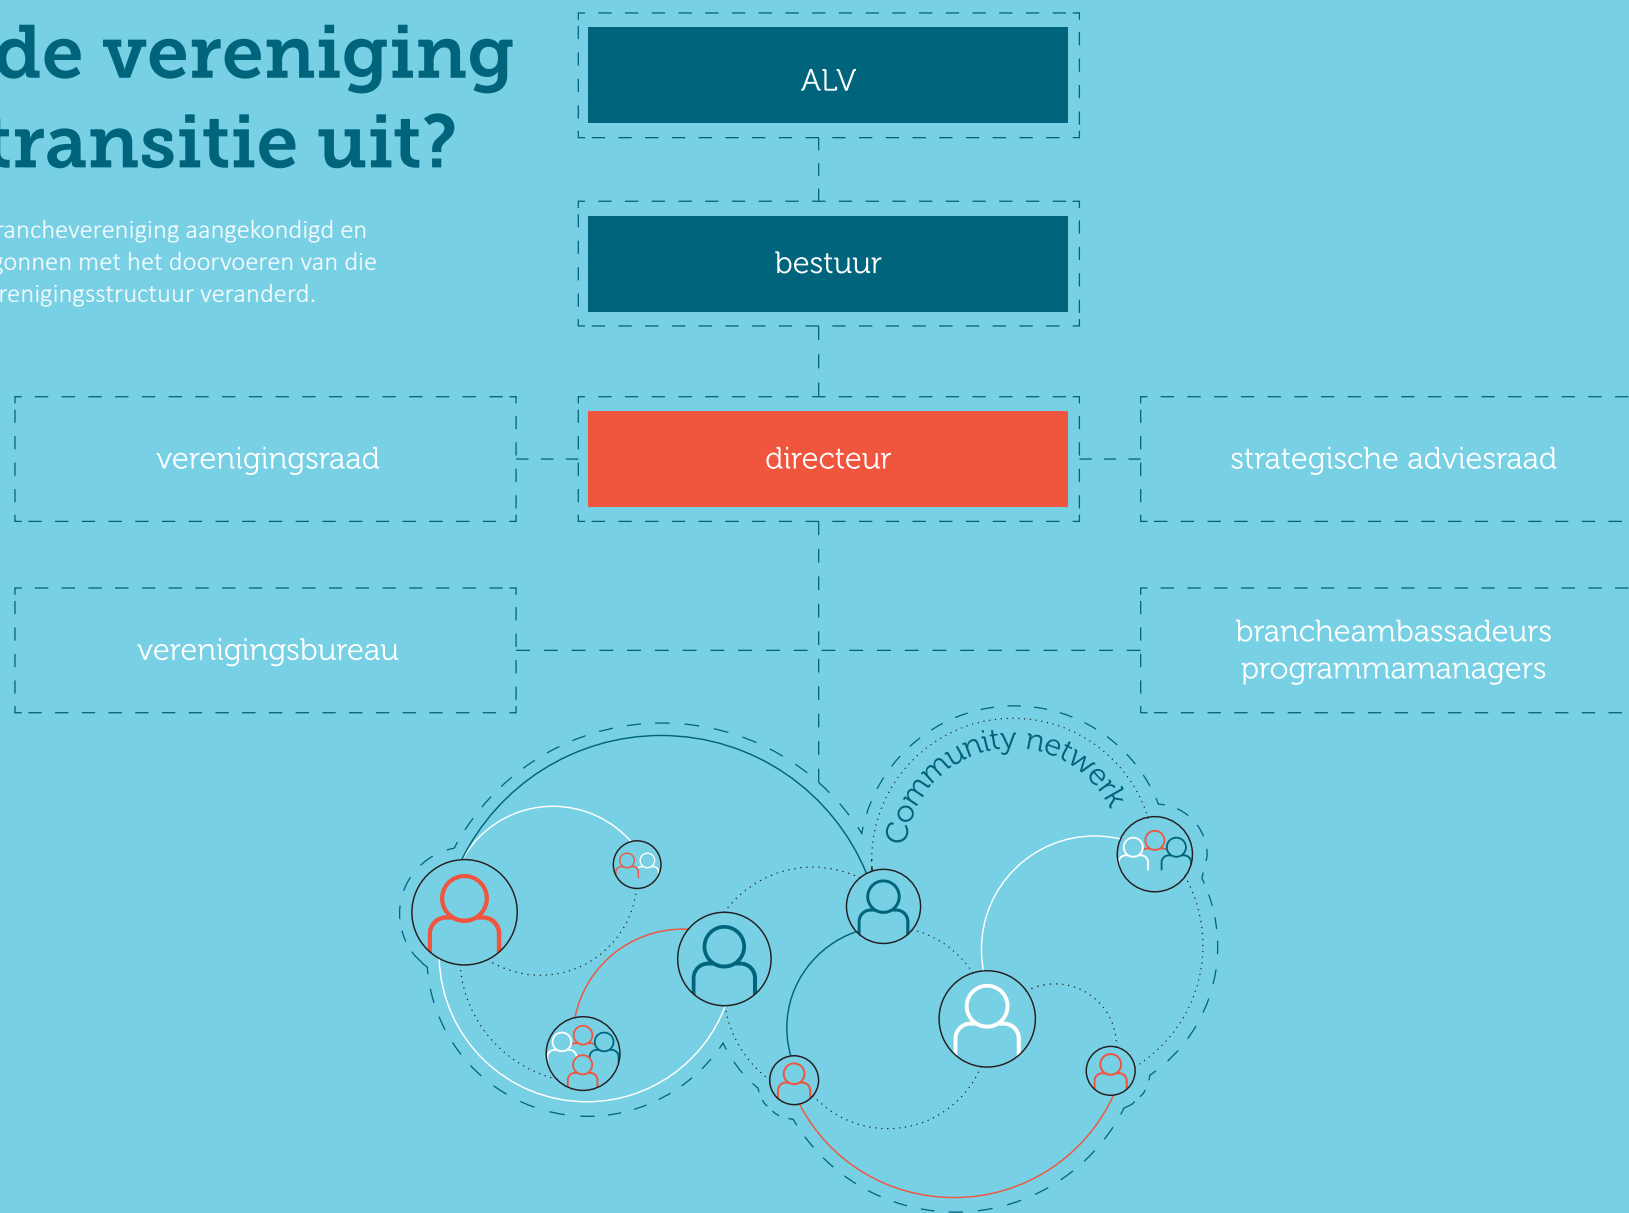 de vereniging
transitie uit?
ranchevereniging aangekondigd en
gonnen met het doorvoeren van die
renigingsstructuur veranderd.
ALV
bestuur
verenigingsraad
directeur
strategische adviesraad
verenigingsbureau
brancheambassadeurs
programmamanagers
Community netwerk